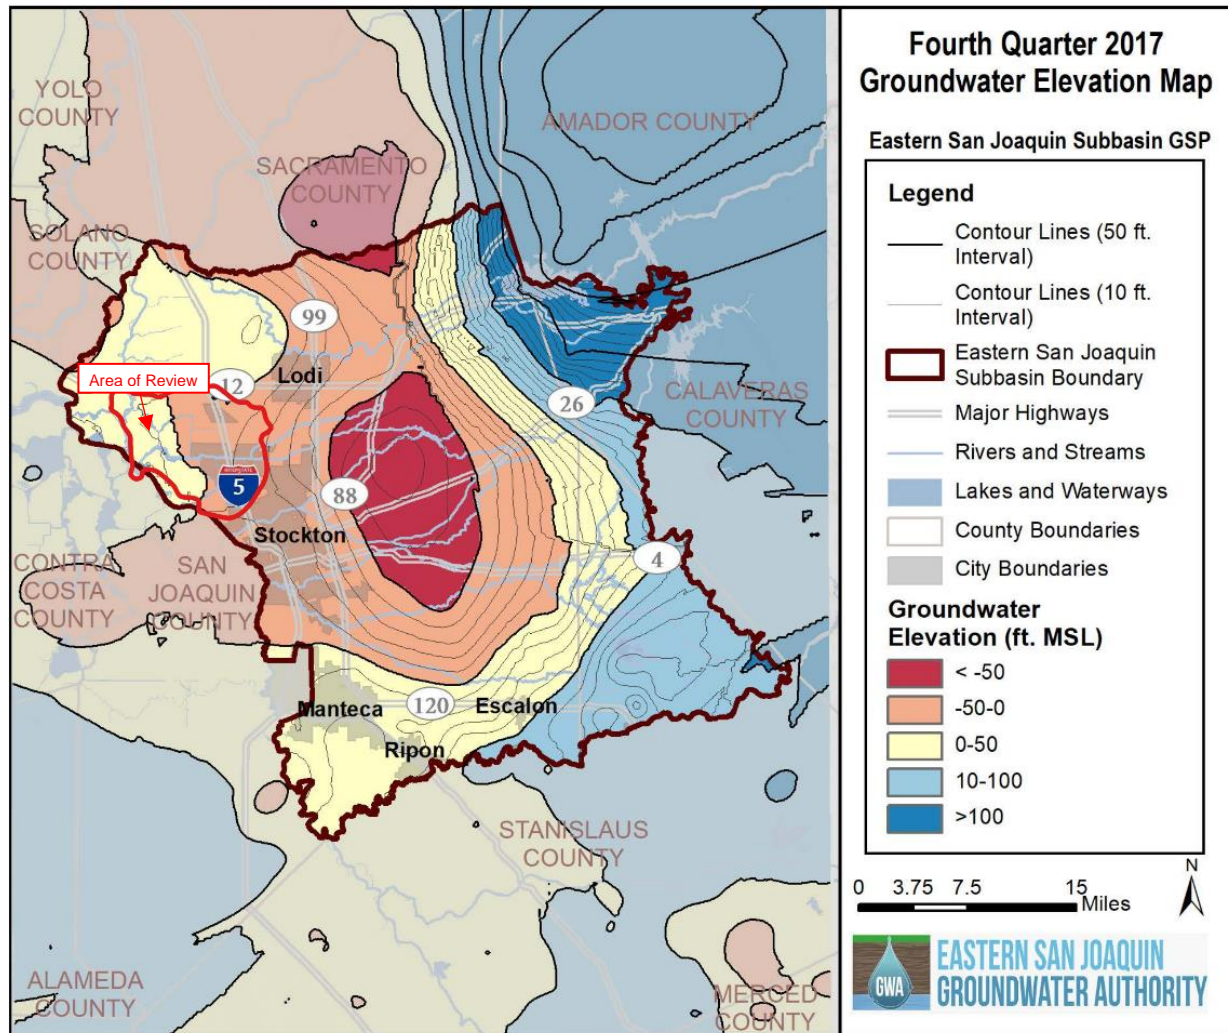 Fourth Quarter 2017
Groundwater Elevation Map
Eastern San Joaquin Subbasin GSP
Legend
Contour Lines (50 ft.
Interval)
Contour Lines (10 ft.
Interval)
Eastern San Joaquin
Subbasin Boundary
Major Highways
Rivers and Streams
Lakes and Waterways
County Boundaries
City Boundaries
Groundwater
Elevation (ft. MSL)
< -50
-50-0
0-50
10-100
>100
N
0 3.75 7.5 15
Miles
GWA
EASTERN SAN JOAQUIN
GROUNDWATER AUTHORITY
YOLO
COUNTY
AMADOR COUNTY
SACRAMENTO
COUNTY
SOLANO
COUNTY
99
Area of Review
12
Lodi
26
CALAVERAS
COUNTY
INTERSTATE
5
88
Stockton
4
CONTRA
COSTA
COUNTY
SAN
JOAQUIN
COUNTY
Manteca
120
Escalon
Ripon
STANISLAUS
COUNTY
ALAMEDA
COUNTY
MERCED
COUNTY